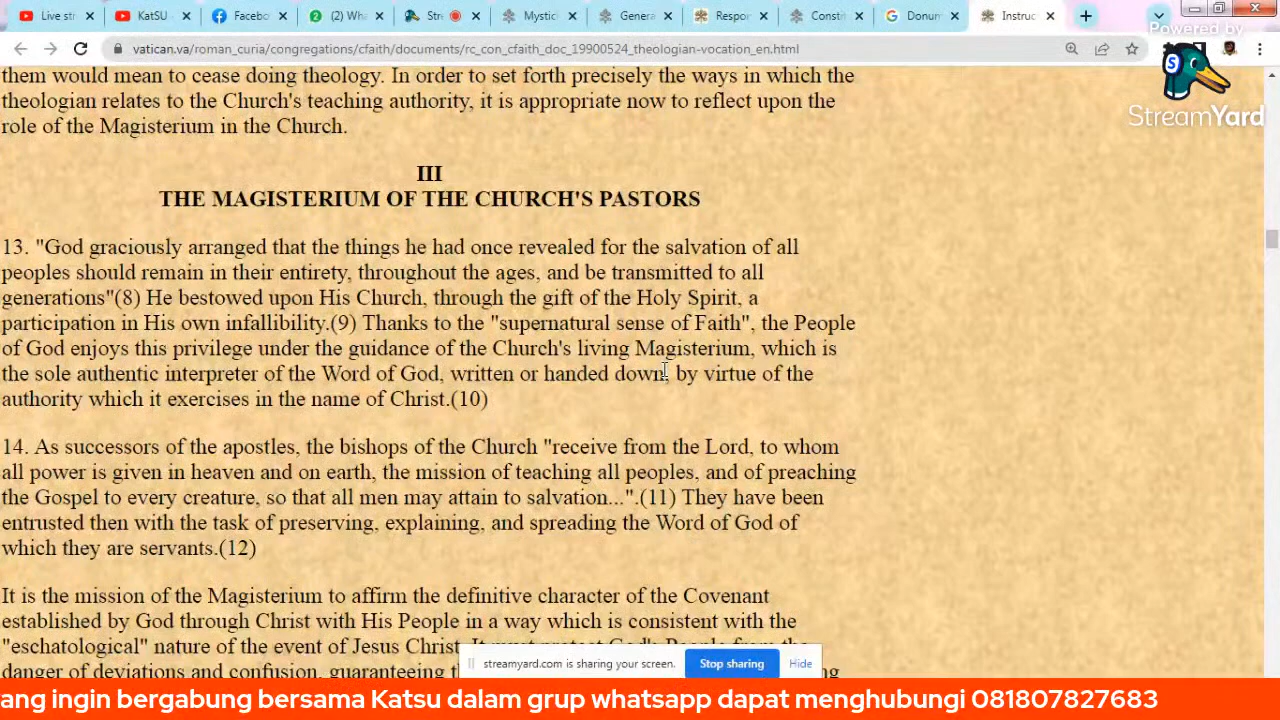 Live st
KatSU
Facebo
(2) Wha
Stre
Mystic
Genera
Respor
Constit
Donum
Instruc
Powered by
vatican.va/roman_curia/congregations/cfaith/documents/rc_con_cfaith_doc_19900524_theologian-vocation_en.html
StreamYard
them would mean to cease doing theology. In order to set forth precisely the ways in which the
theologian relates to the Church's teaching authority, it is appropriate now to reflect upon the
role of the Magisterium in the Church.
III
THE MAGISTERIUM OF THE CHURCH'S PASTORS
13. "God graciously arranged that the things he had once revealed for the salvation of all
peoples should remain in their entirety, throughout the ages, and be transmitted to all
generations"(8) He bestowed upon His Church, through the gift of the Holy Spirit, a
participation in His own infallibility.(9) Thanks to the "supernatural sense of Faith", the People
of God enjoys this privilege under the guidance of the Church's living Magisterium, which is
the sole authentic interpreter of the Word of God, written or handed down, by virtue of the
authority which it exercises in the name of Christ.(10)
14. As successors of the apostles, the bishops of the Church "receive from the Lord, to whom
all power is given in heaven and on earth, the mission of teaching all peoples, and of preaching
the Gospel to every creature, so that all men may attain to salvation...".(11) They have been
entrusted then with the task of preserving, explaining, and spreading the Word of God of
which they are servants.(12)
It is the mission of the Magisterium to affirm the definitive character of the Covenant
established by God through Christ with His People in a way which is consistent with the
"eschatological" nature of the event of Jesus Christ.
danger of deviations and confusion, guaranteeing
streamyard.com is sharing your screen.
Stop sharing
Hide
ang ingin bergabung bersama Katsu dalam grup whatsapp dapat menghubungi 081807827683